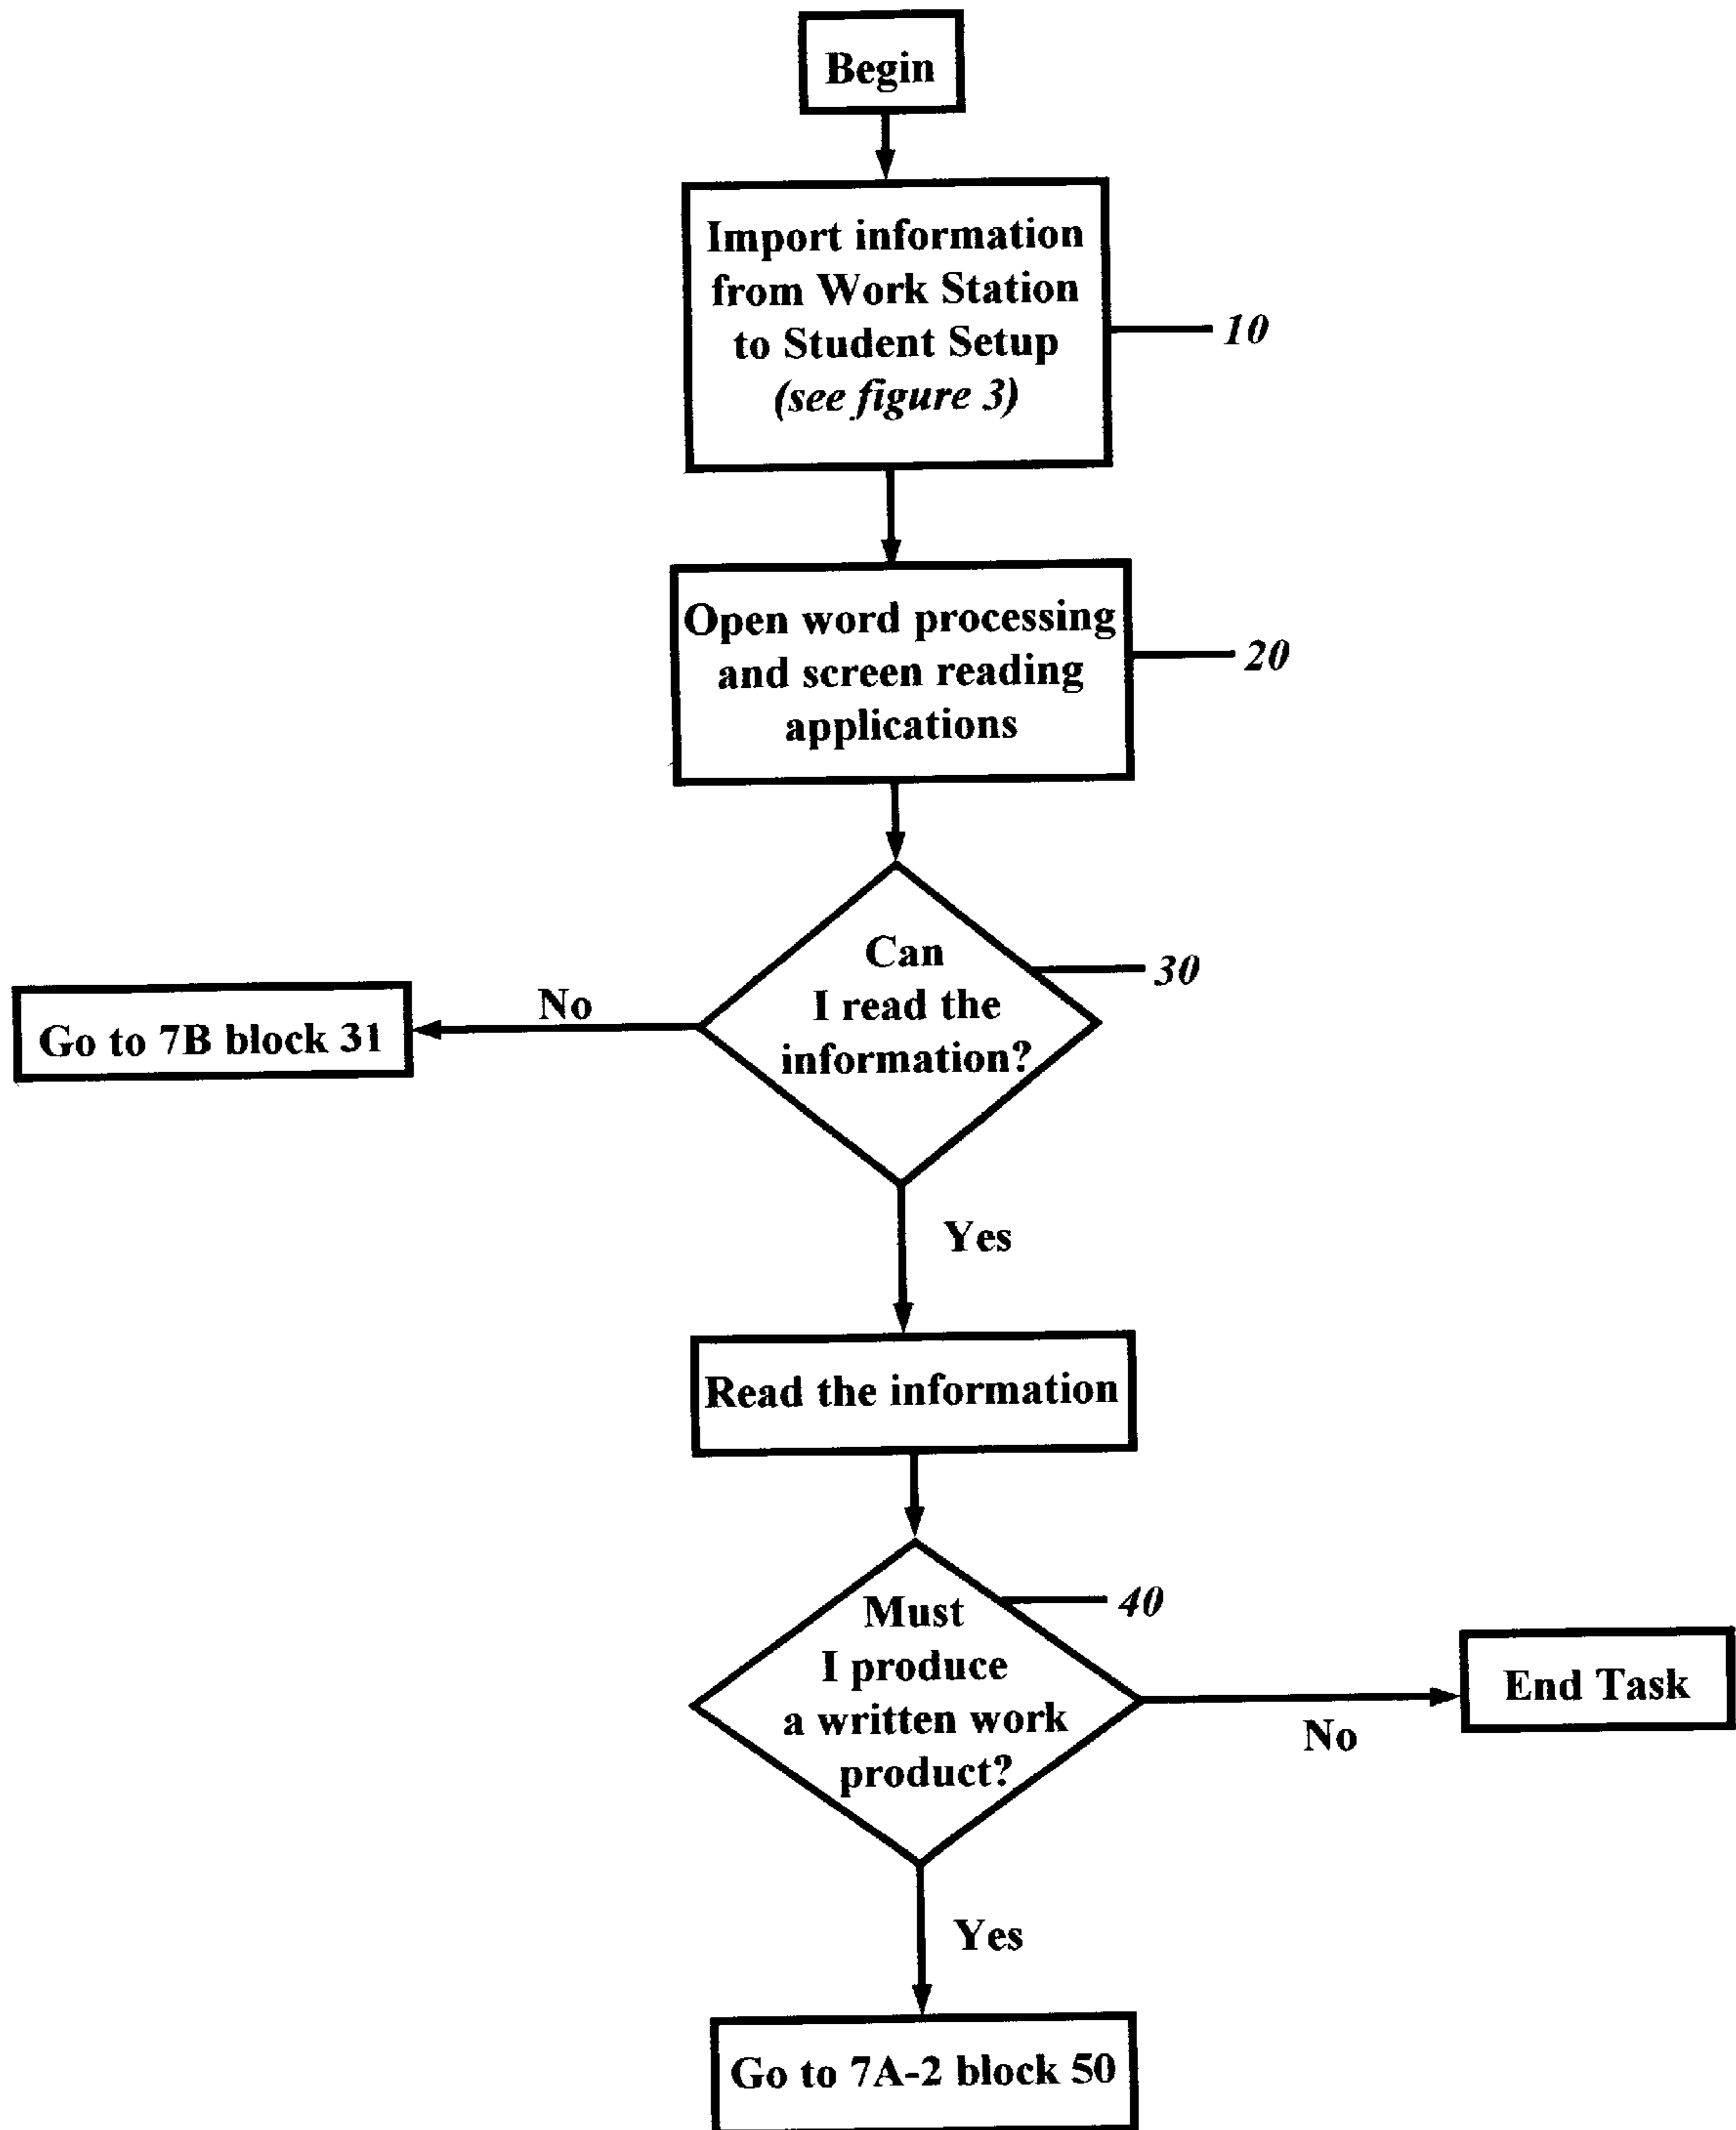 Begin
Import information
from Work Station
to Student Setup
(see figure 3)
10
Open word processing
and screen reading
applications
20
Can
I read the
information?
30
No
Go to 7B block 31
Yes
Read the information
Must
I produce
a written work
product?
40
No
End Task
Yes
Go to 7A-2 block 50